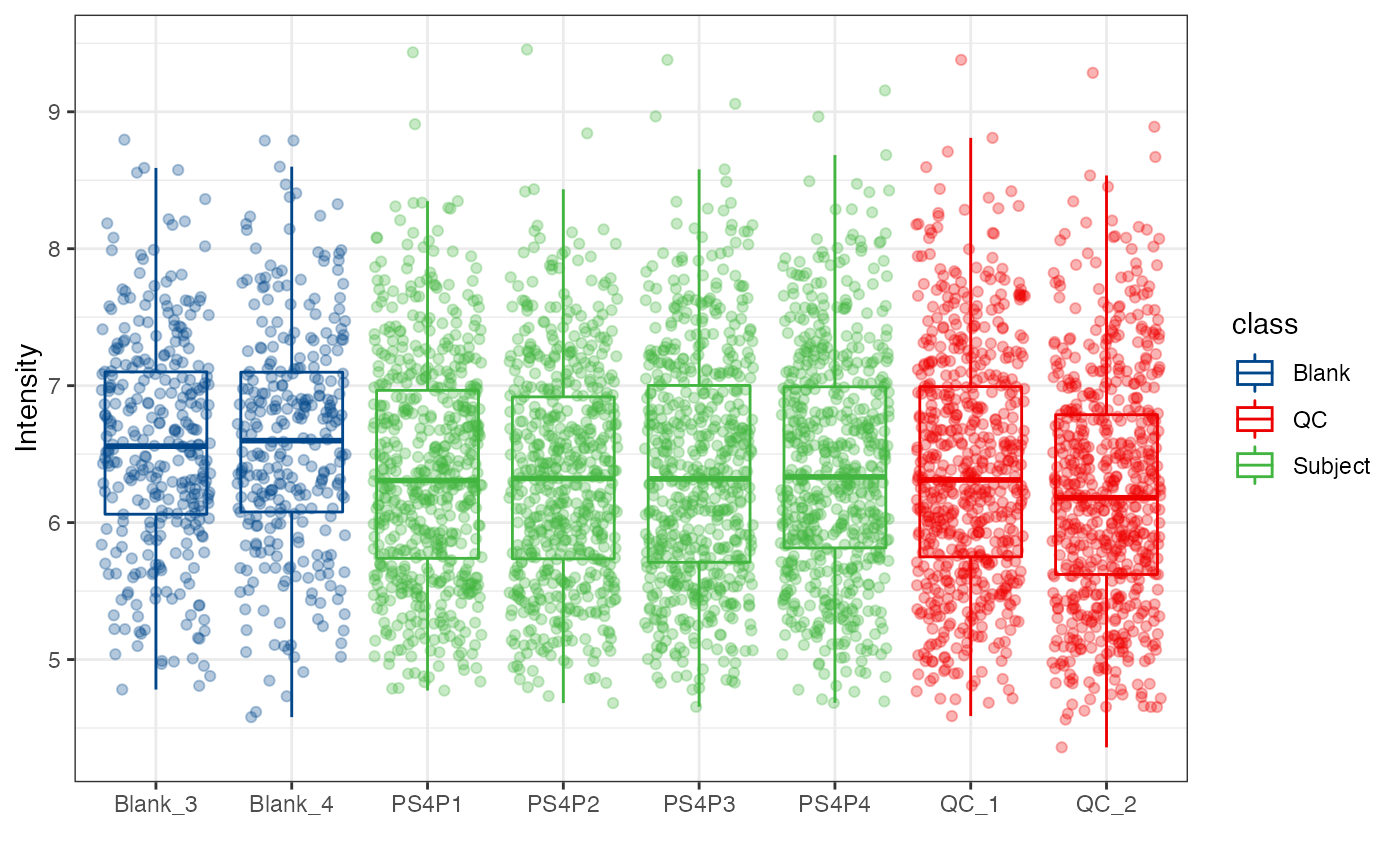 Intensity
9
8
7
6
5
Blank_3 Blank_4 PS4P1 PS4P2 PS4P3 PS4P4 QC_1 QC_2
class
Blank
QC
Subject